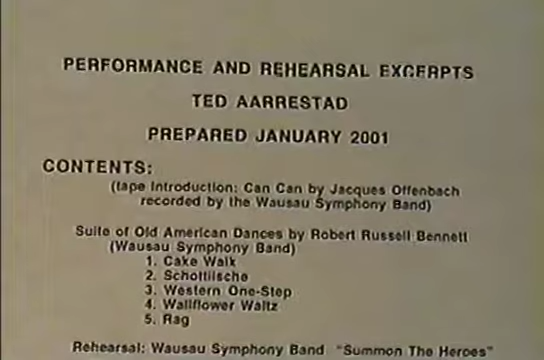 PERFORMANCE AND REHEARSAL EXCERPTS
TED AARRESTAD
PREPARED JANUARY 2001
CONTENTS:
(tape Introduction: Can Can by Jacques Offenbach
recorded by the Wausau Symphony Band)
Suite of Old American Dances by Robert Russell Bennett
(Wausau Symphony Band)
1. Cake Walk
2. Schottische
3. Western One-Step
4. Wallflower Waltz
5. Rag
Rehearsal: Wausau Symphony Band "Summon The Heroes"